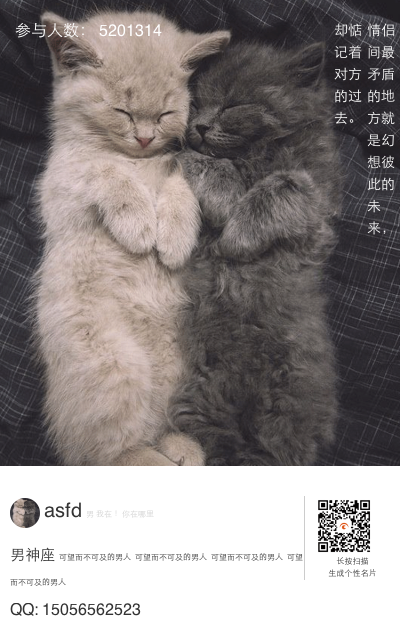 参与人数： 5201314
情侣间最矛盾的地方就是幻想彼此的未来，
却惦记着对方的过去。
asfd 男 我在！ 你在哪里
男神座 可望而不可及的男人 可望而不可及的男人 可望而不可及的男人 可望
而不可及的男人
QQ: 15056562523
长按扫描
生成个性名片